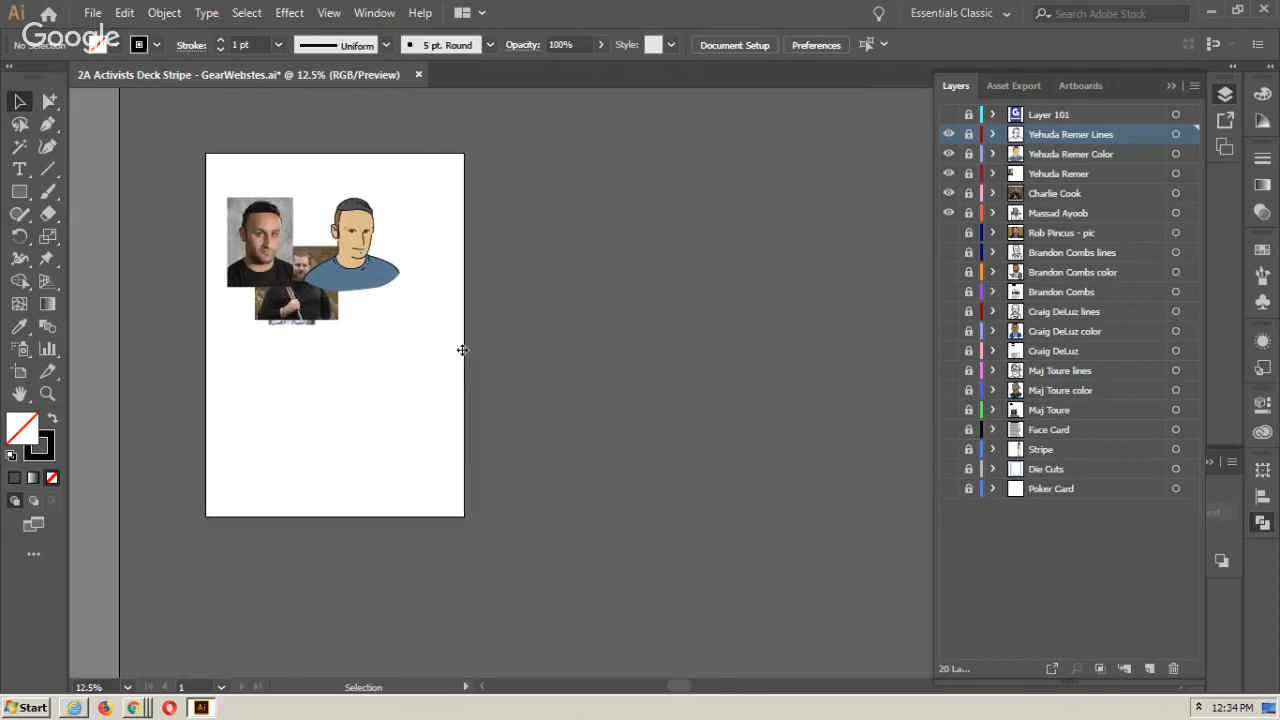 Ai File Edit Object Type Select Effect View Window Help Essentials Classic Search Adobe Stock
Google
No Selection Stroke: 1 pt Uniform 5 pt. Round Opacity: 100% Style: Document Setup Preferences
2A Activists Deck Stripe - GearWebstes.ai* @ 12.5% (RGB/Preview)
Layers Asset Export Artboards
Layer 101
Yehuda Remer Lines
Yehuda Remer Color
Yehuda Remer
Charlie Cook
Massad Ayoob
Rob Pincus - pic
Brandon Combs lines
Brandon Combs color
Brandon Combs
Craig DeLuz lines
Craig DeLuz color
Craig DeLuz
Maj Toure lines
Maj Toure color
Maj Toure
Face Card
Stripe
Die Cuts
Poker Card
20 La...
12.5% 1 Selection
Start Ai 12:34 PM